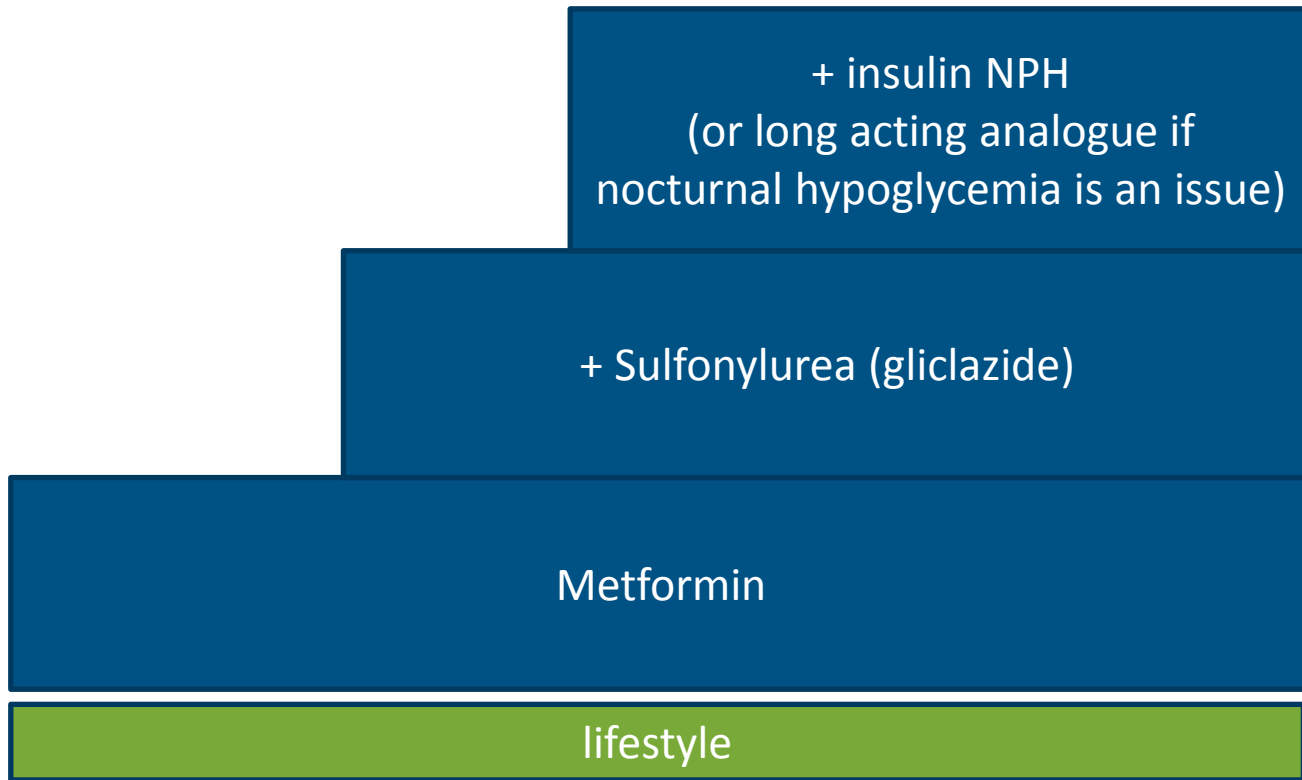 + insulin NPH
(or long acting analogue if
nocturnal hypoglycemia is an issue)
+ Sulfonylurea (gliclazide)
Metformin
lifestyle